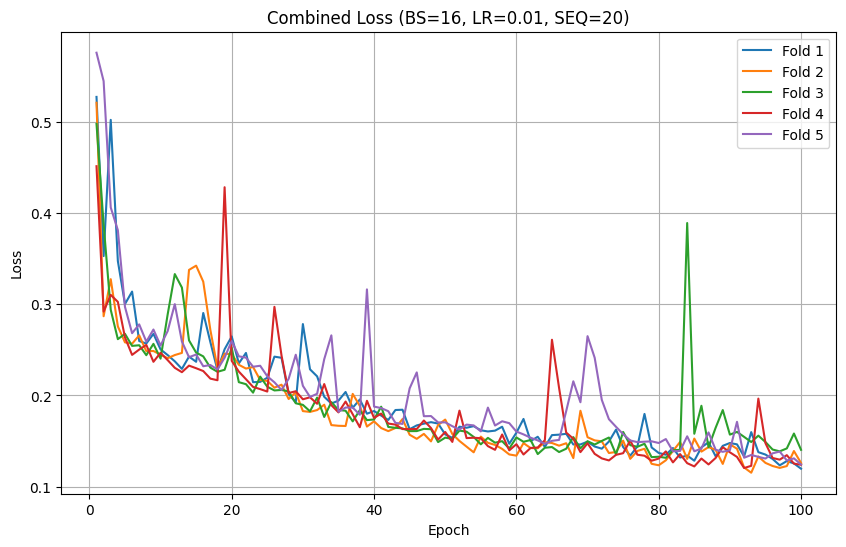 Combined Loss (BS=16, LR=0.01, SEQ=20)
Fold 1
Fold 2
Fold 3
Fold 4
Fold 5
Loss
0.5
0.4
0.3
0.2
0.1
0 20 40 60 80 100
Epoch